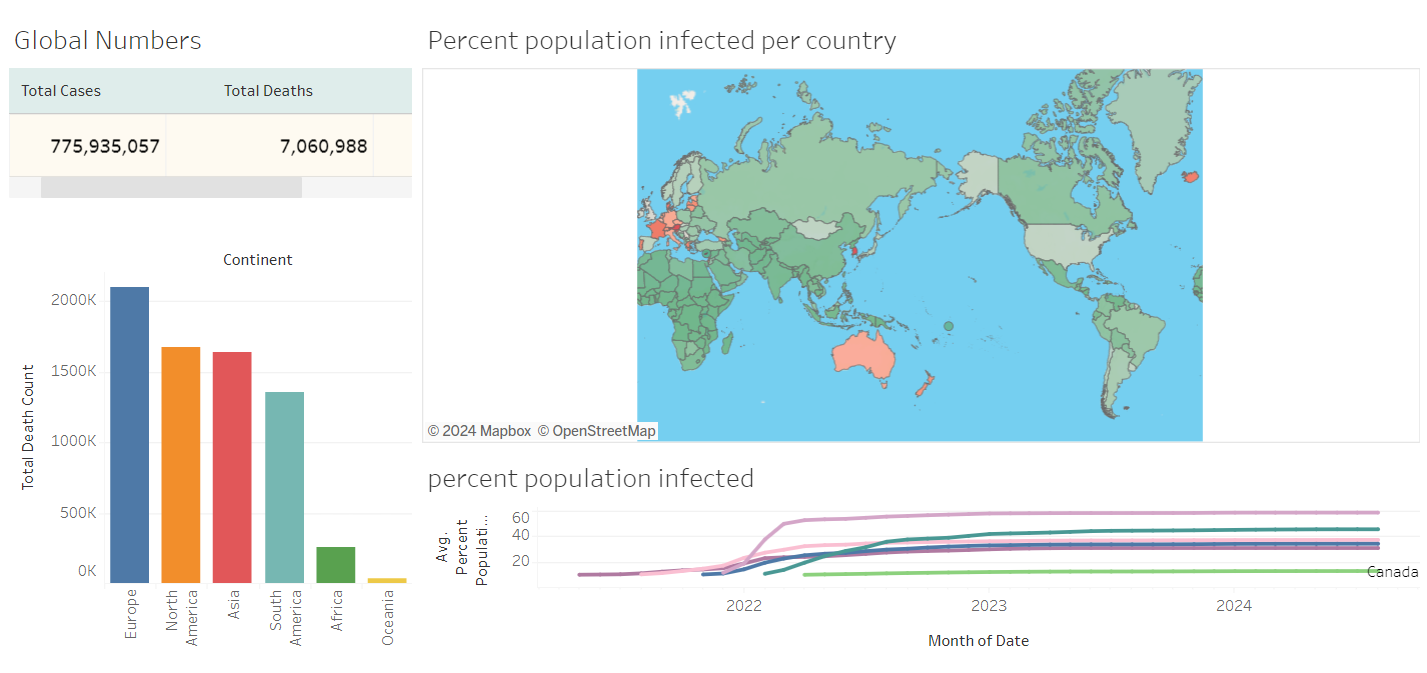 Global Numbers
Total Cases Total Deaths
775,935,057 7,060,988
Continent
Total Death Count
2000K
1500K
1000K
500K
0K
Europe
North
America
Asia
South
America
Africa
Oceania
Percent population infected per country
© 2024 Mapbox © OpenStreetMap
percent population infected
Avg.
Percent
Populati...
60
40
20
Canada
2022 2023 2024
Month of Date